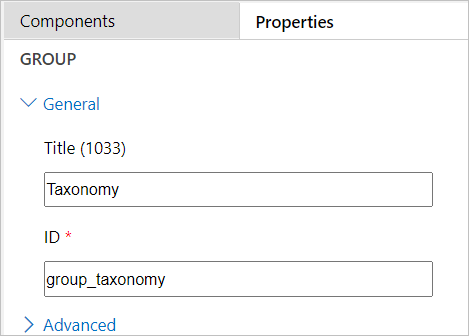 Components Properties
GROUP
General
Title (1033)
Taxonomy
ID *
group_taxonomy
Advanced